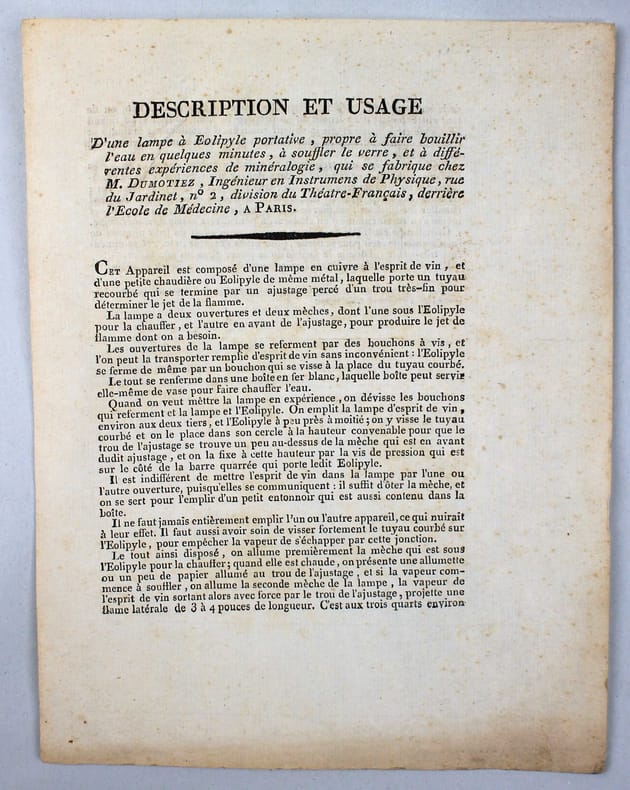 DESCRIPTION ET USAGE
D'une lampe à Eolipyle portative, propre à faire bouillir
l'eau en quelques minutes, à souffler le verre, et à diffé-
rentes expériences de minéralogie, qui se fabrique chez
M. DUMOTIEZ, Ingénieur en Instrumens de Physique, rue
du Jardinet, n° 2, division du Théatre-Français, derrière
l'Ecole de Médecine, A PARIS.
CET Appareil est composé d'une lampe en cuivre à l'esprit de vin, et
d'une petite chaudière ou Eolipyle de même métal, laquelle porte un tuyau
recourbé qui se termine par un ajustage percé d'un trou très-fin pour
déterminer le jet de la flamme.
La lampe a deux ouvertures et deux mèches, dont l'une sous l'Eolipyle
pour la chauffer, et l'autre en avant de l'ajustage, pour produire le jet de
flamme dont on a besoin.
Les ouvertures de la lampe se referment par des bouchons à vis, et
l'on peut la transporter remplie d'esprit de vin sans inconvénient : l'Eolipyle
se ferme de même par un bouchon qui se visse à la place du tuyau courbé.
Le tout se renferme dans une boîte en fer blanc, laquelle boîte peut servir
elle-même de vase pour faire chauffer l'eau.
Quand on veut mèttre la lampe en expérience, on dévisse les bouchons
qui referment et la lampe et l'Eolipyle. On emplit la lampe d'esprit de vin,
environ aux deux tiers, et l'Eolipyle à peu près à moitié; on y visse le tuyau
courbé et on le place dans son cercle à la hauteur convenable pour que le
trou de l'ajustage se trouve un peu au-dessus de la mèche qui est en avant
dudit ajustage, et on la fixe à cette hauteur par la vis de pression qui est
sur le côté de la barre quarrée qui porte ledit Eolipyle.
Il est indifférent de mettre l'esprit de vin dans la lampe par l'une ou
l'autre ouverture, puisqu'elles se communiquent : il suffit d'ôter la mèche, et
on se sert pour l'emplir d'un petit entonnoir qui est aussi contenu dans la
boîte.
Il ne faut jamais entièrement emplir l'un ou l'autre appareil, ce qui nuirait
à leur effet. Il faut aussi avoir soin de visser fortement le tuyau courbé sur
l'Eolipyle, pour empêcher la vapeur de s'échapper par cette jonction.
Le tout ainsi disposé, on allume premièrement la mèche qui est sous
l'Eolipyle pour la chauffer; quand elle est chaude, on présente une allumette
ou un peu de papier allumé au trou de l'ajustage, et si la vapeur com-
mence à souffler, on allume la seconde mèche de la lampe, la vapeur de
l'esprit de vin sortant alors avec force par le trou de l'ajustage, projette une
flame latérale de 3 à 4 pouces de longueur. C'est aux trois quarts environ